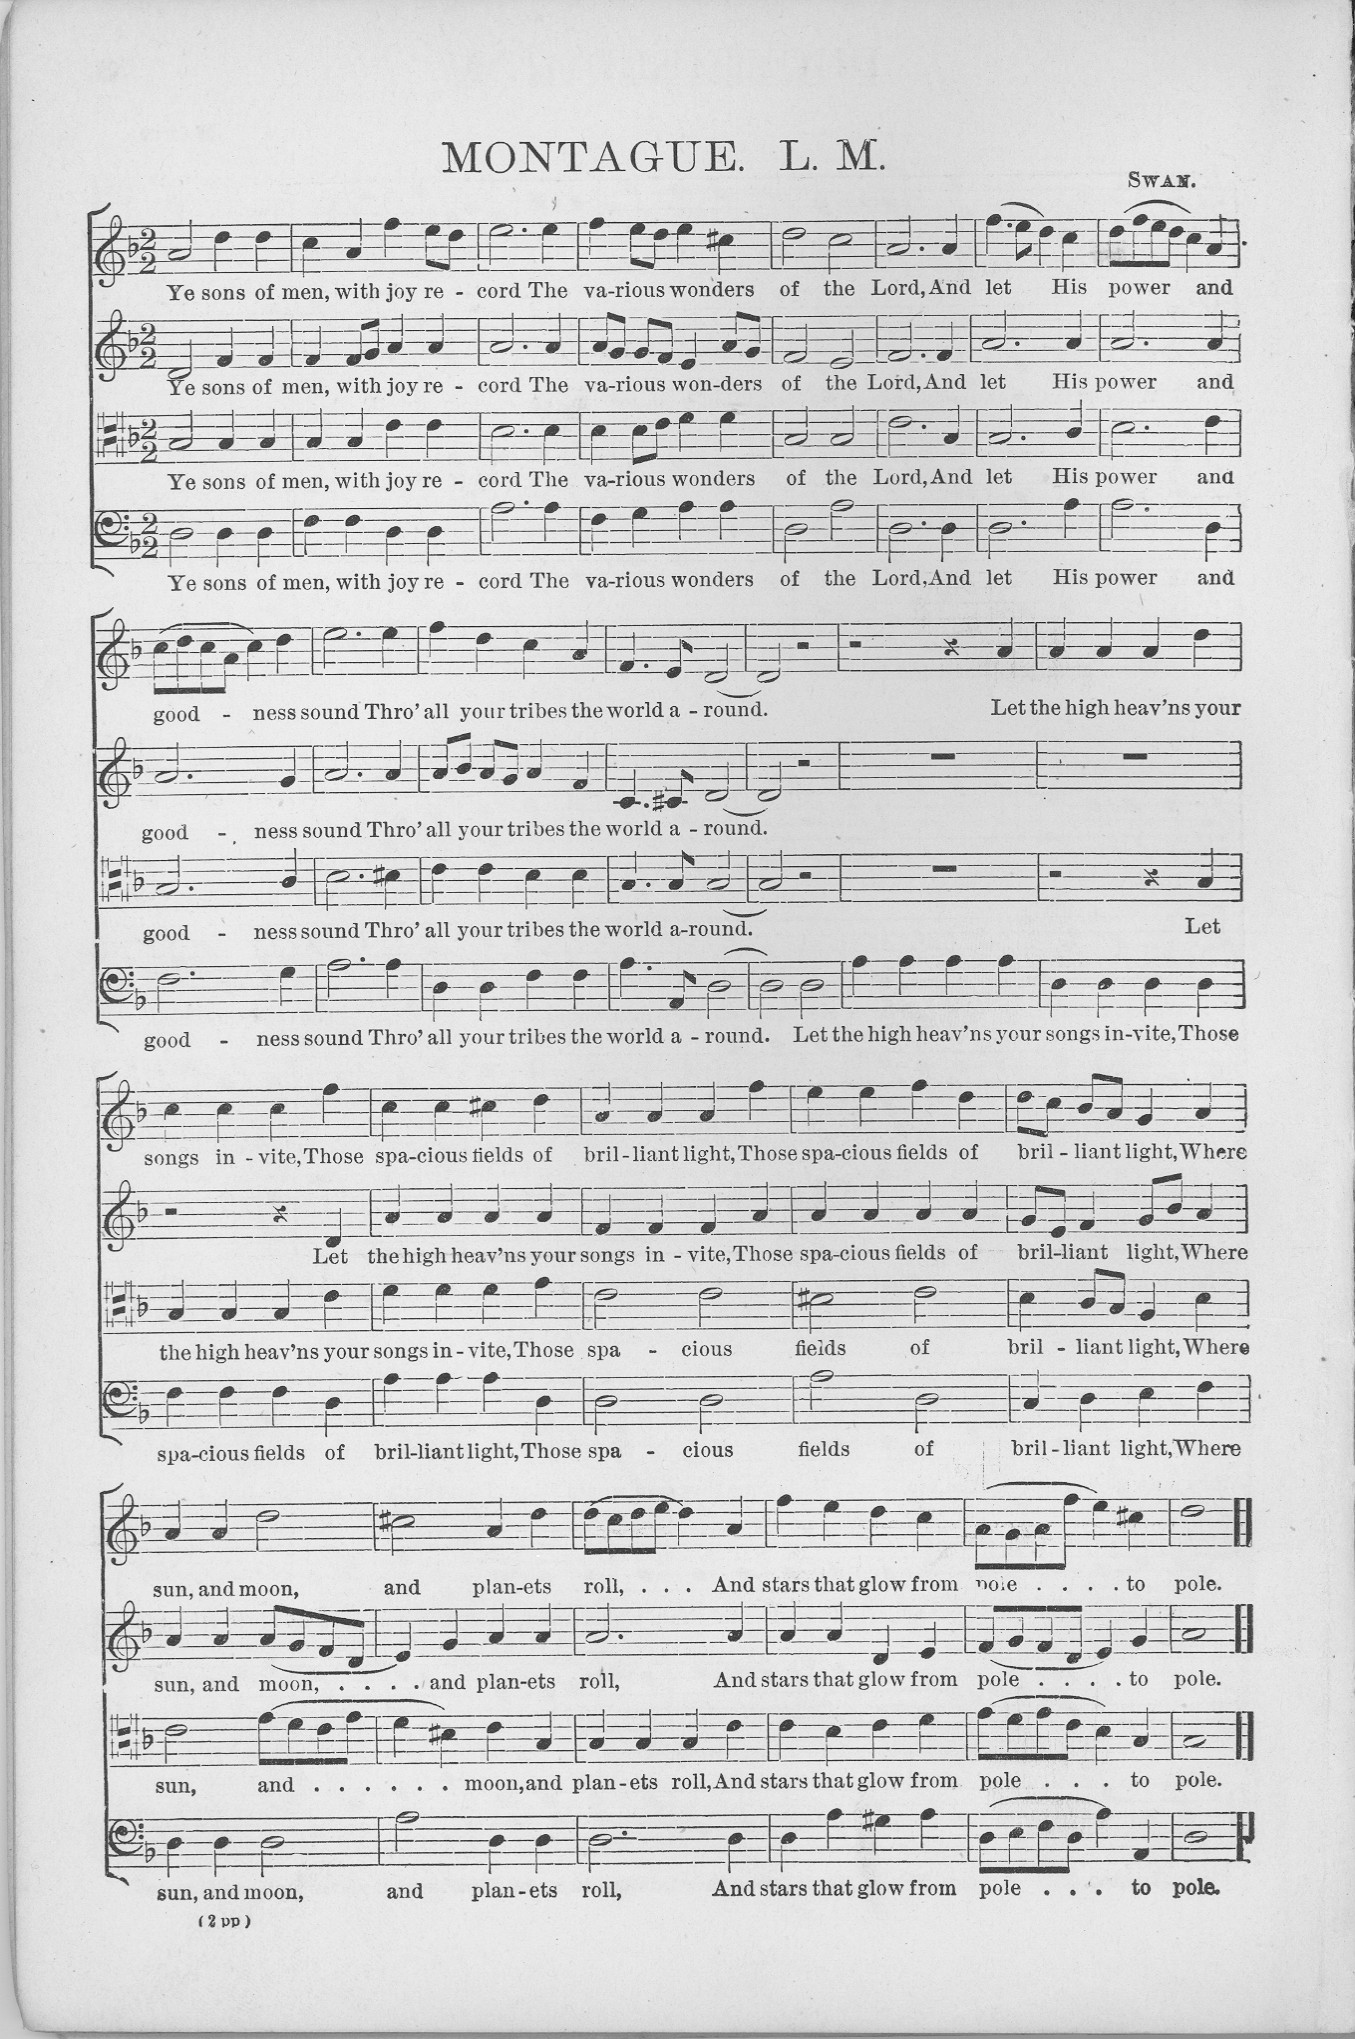 MONTAGUE. L. M.
SWAN.
Ye sons of men, with joy re - cord The va-rious wonders of the Lord, And let His power and
Ye sons of men, with joy re - cord The va-rious won-ders of the Lord, And let His power and
Ye sons of men, with joy re - cord The va-rious wonders of the Lord, And let His power and
Ye sons of men, with joy re - cord The va-rious wonders of the Lord, And let His power and
good - ness sound Thro' all your tribes the world a - round. Let the high heav'ns your
good - ness sound Thro' all your tribes the world a - round.
good - ness sound Thro' all your tribes the world a-round. Let
good - ness sound Thro' all your tribes the world a - round. Let the high heav'ns your songs in-vite, Those
songs in - vite, Those spa-cious fields of bril-liant light, Those spa-cious fields of bril - liant light, Where
Let the high heav'ns your songs in - vite, Those spa-cious fields of bril-liant light, Where
the high heav'ns your songs in - vite, Those spa - cious fields of bril - liant light, Where
spa-cious fields of bril-liant light, Those spa - cious fields of bril - liant light, Where
sun, and moon, and plan-ets roll, . . . And stars that glow from pole . . . . to pole.
sun, and moon, . . . . and plan-ets roll, And stars that glow from pole . . . . to pole.
sun, and . . . . . . moon, and plan-ets roll, And stars that glow from pole . . . to pole.
sun, and moon, and plan-ets roll, And stars that glow from pole . . . to pole.
(2 pp)